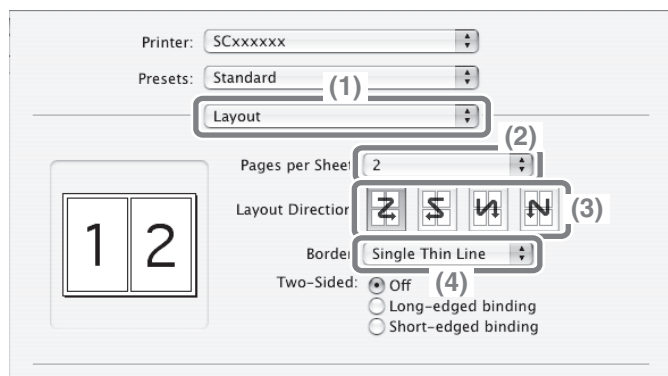 Printer: SCxxxxxx
Presets: Standard
(1)
Layout
(2)
Pages per Sheet 2
Layout Direction (3)
Border Single Thin Line
(4)
Two-Sided: Off
Long-edged binding
Short-edged binding
1 2